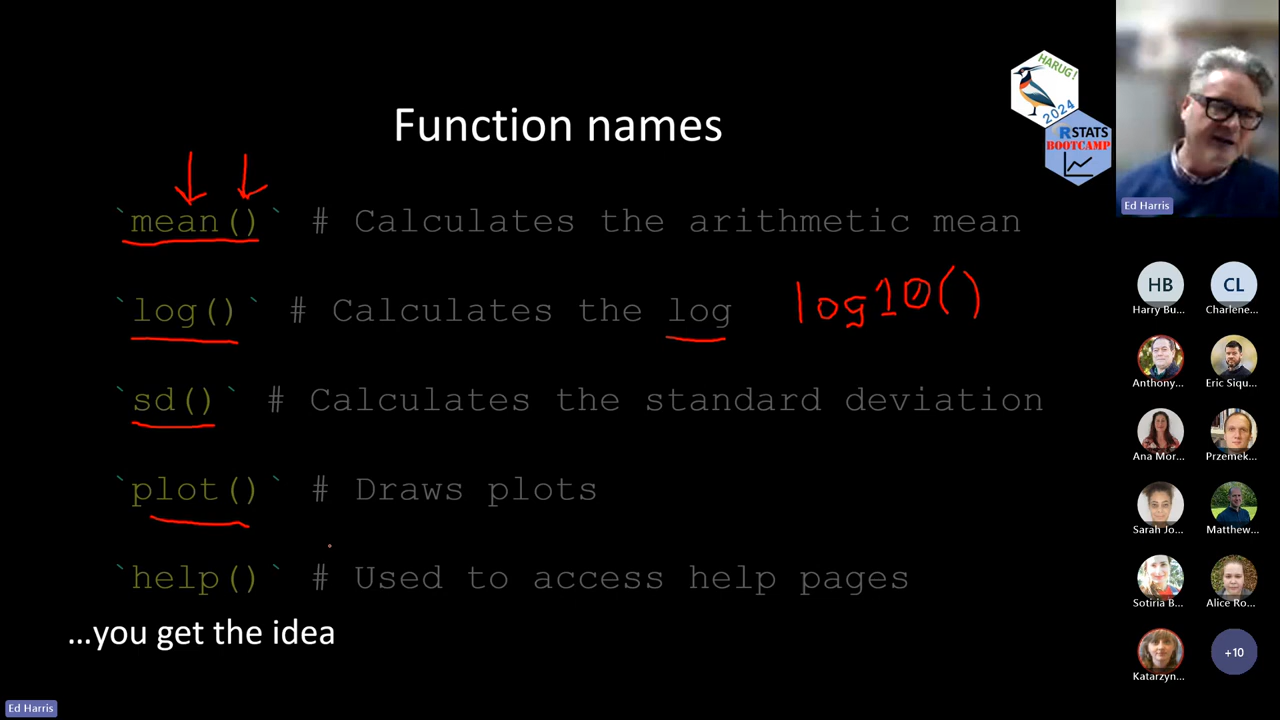 Function names
`mean()` # Calculates the arithmetic mean
`log()` # Calculates the log
log10()
`sd()` # Calculates the standard deviation
`plot()` # Draws plots
`help()` # Used to access help pages
…you get the idea
HARUG!
2024
RSTATS
BOOTCAMP
Ed Harris
HB
Harry Bu...
CL
Charlene...
Anthony...
Eric Siqu...
Ana Mor...
Przemek...
Sarah Jo...
Matthew...
Sotiria B...
Alice Ro...
Katarzyn...
+10
Ed Harris